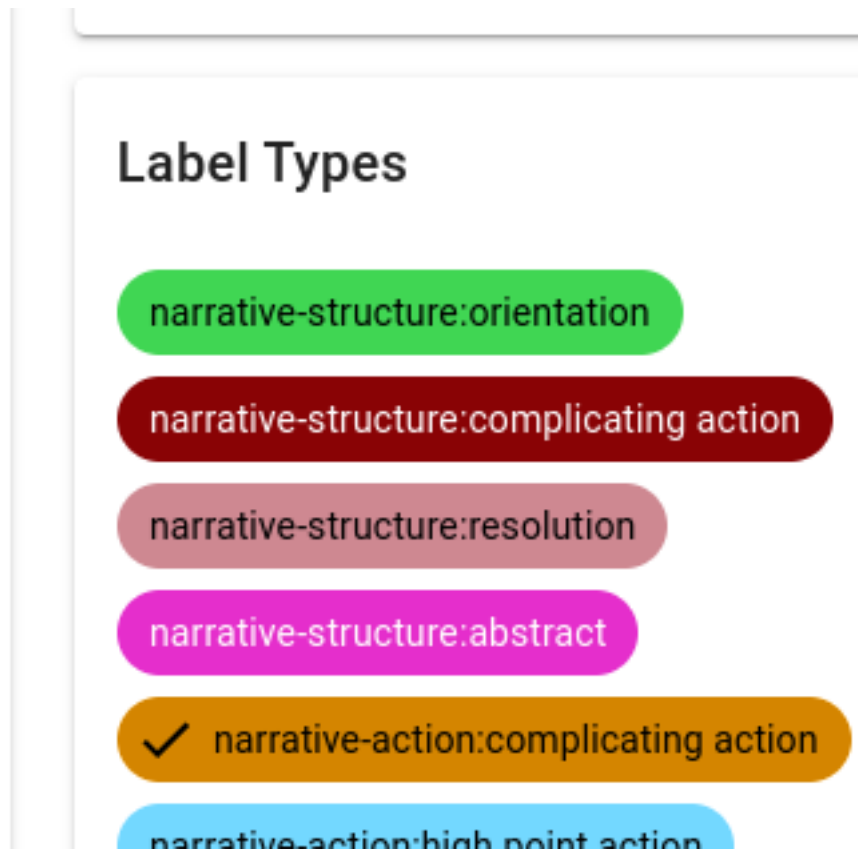 Label Types
narrative-structure:orientation
narrative-structure:complicating action
narrative-structure:resolution
narrative-structure:abstract
narrative-action:complicating action
narrative-action:high point action